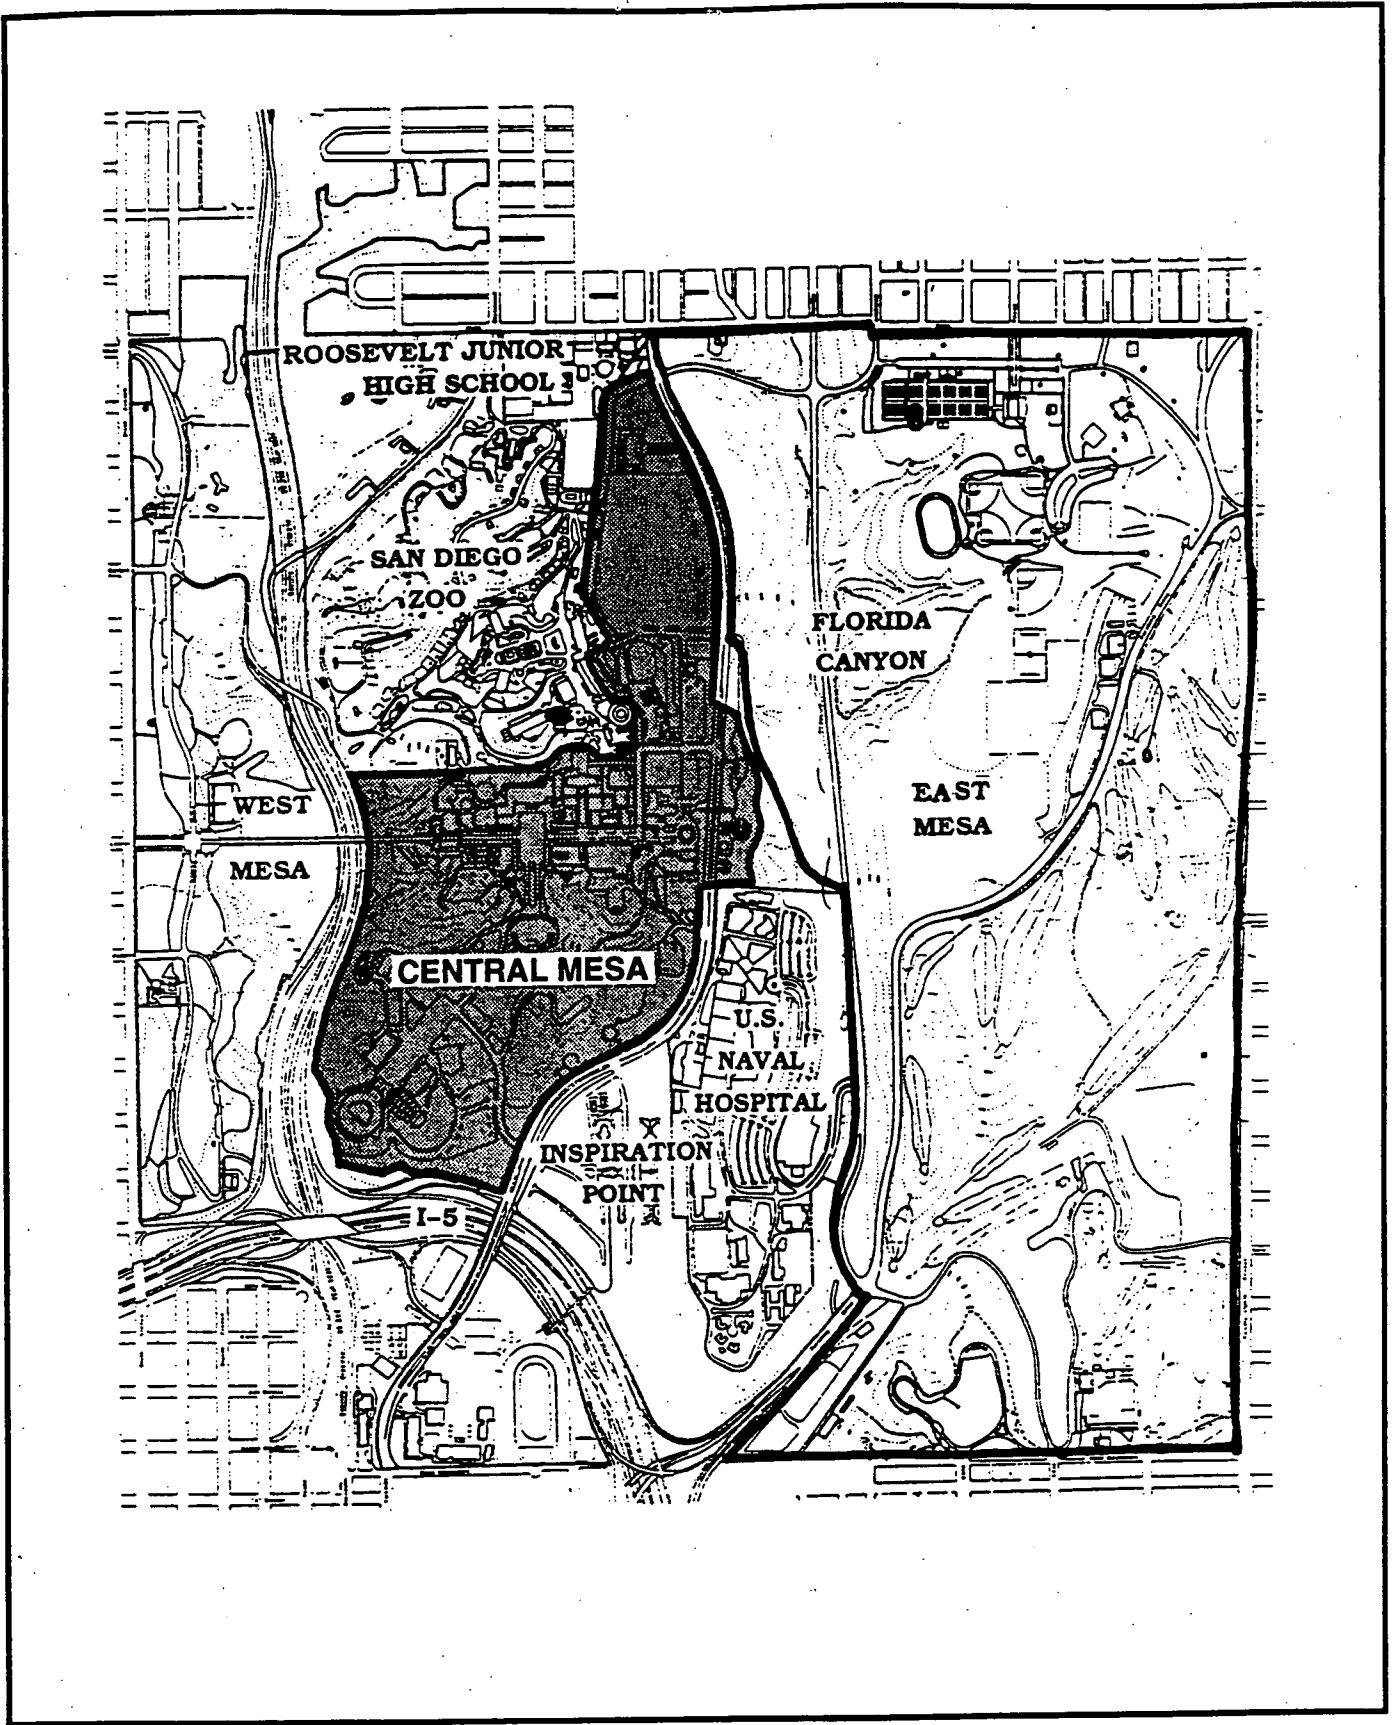 ROOSEVELT JUNIOR
HIGH SCHOOL
SAN DIEGO
ZOO
FLORIDA
CANYON
WEST
MESA
EAST
MESA
CENTRAL MESA
U.S.
NAVAL
HOSPITAL
INSPIRATION
POINT
I-5